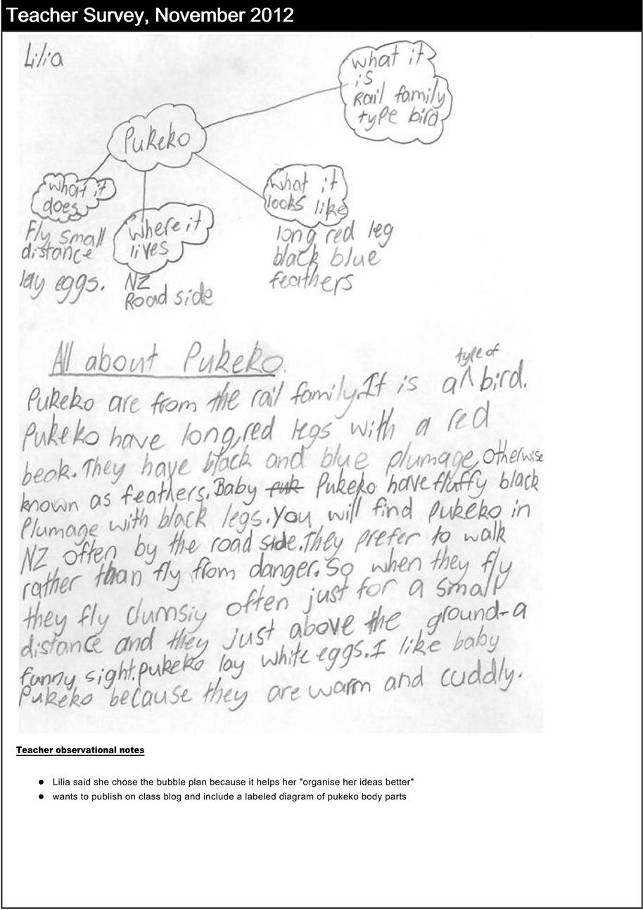 Teacher Survey, November 2012
Lilia
what it
is
Rail family
type bird
Pukeko
what it
does
Fly small
distance
lay eggs.
where it
lives
NZ
Road side
what it
looks like
long red leg
black blue
feathers
All about Pukeko.
type of
Pukeko are from the rail family. It is a ^ bird.
Pukeko have long, red legs with a red
beak. They have black and blue plumage, otherwise
known as feathers. Baby puk Pukeko have fluffy black
Plumage with black legs. You will find Pukeko in
NZ often by the road side. They prefer to walk
rather than fly from danger. So when they fly
they fly clumsiy often just for a small
distance and they just above the ground-a
funny sight. pukeko lay white eggs. I like baby
Pukeko because they are warm and cuddly.
Teacher observational notes
● Lilia said she chose the bubble plan because it helps her "organise her ideas better"
● wants to publish on class blog and include a labeled diagram of pukeko body parts